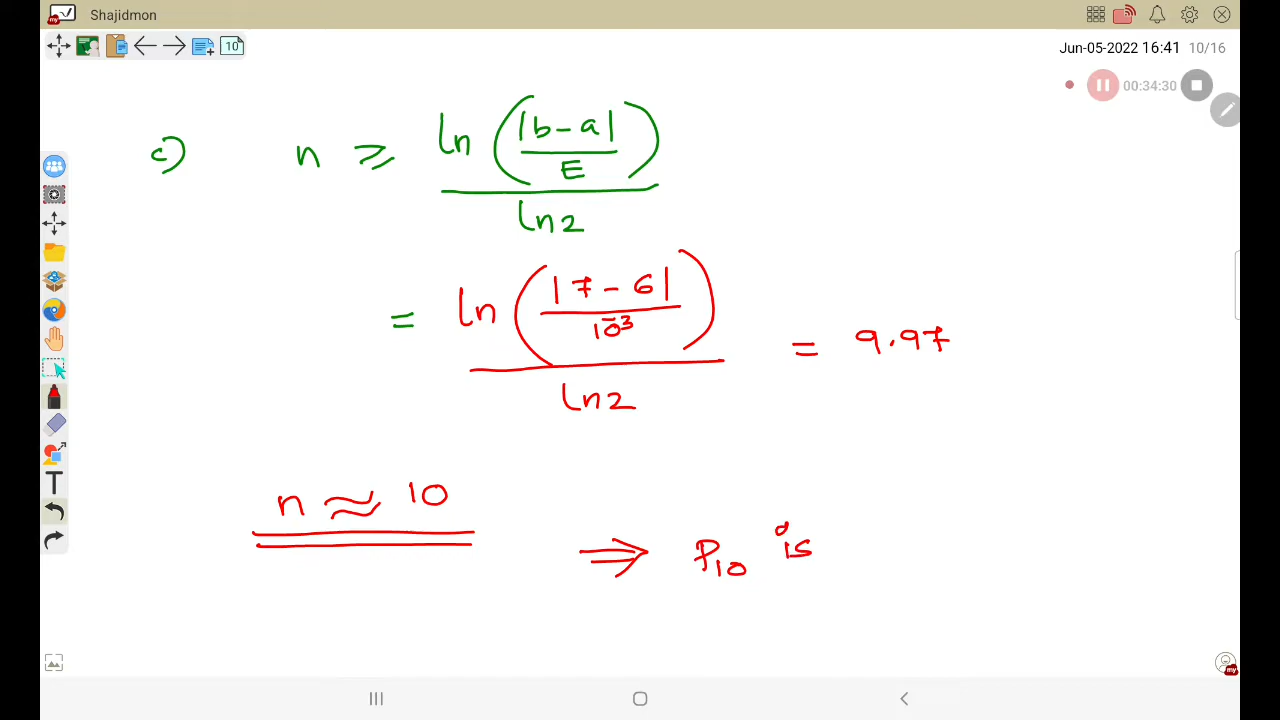 Shajidmon
10
Jun-05-2022 16:41 10/16
00:34:30
c) n ≥ ln (|b-a| / E) / ln2
= ln (|7-6| / 10⁻³) / ln2 = 9.97
n ≈ 10
⇒ P₁₀ is
T